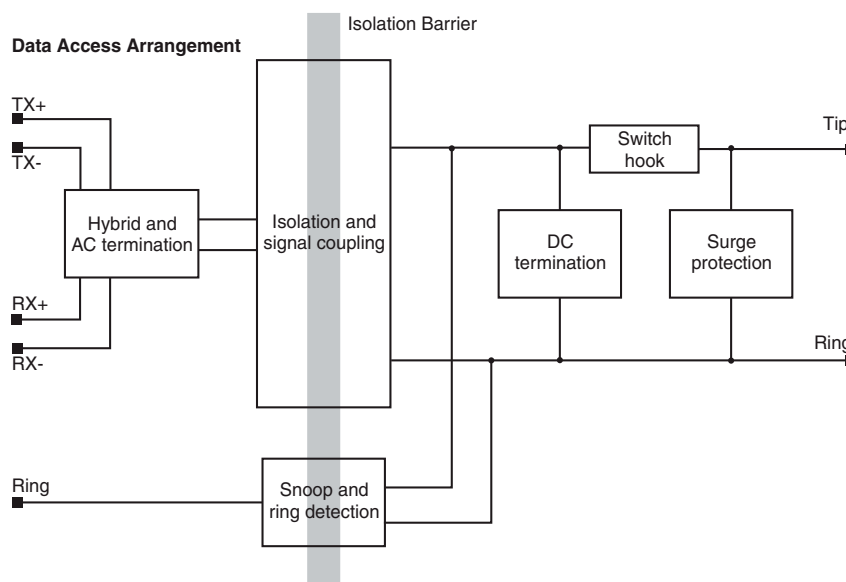 Isolation Barrier
Data Access Arrangement
TX+
TX-
Tip
Switch
hook
Hybrid and
AC termination
Isolation and
signal coupling
DC
termination
Surge
protection
RX+
RX-
Ring
Ring
Snoop and
ring detection